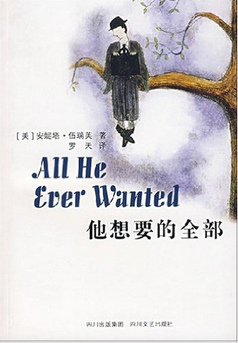 [美] 安妮塔·伍瑞芙 著
罗 天 译
All He
Ever Wanted
他想要的全部
四川出版集团 四川文艺出版社